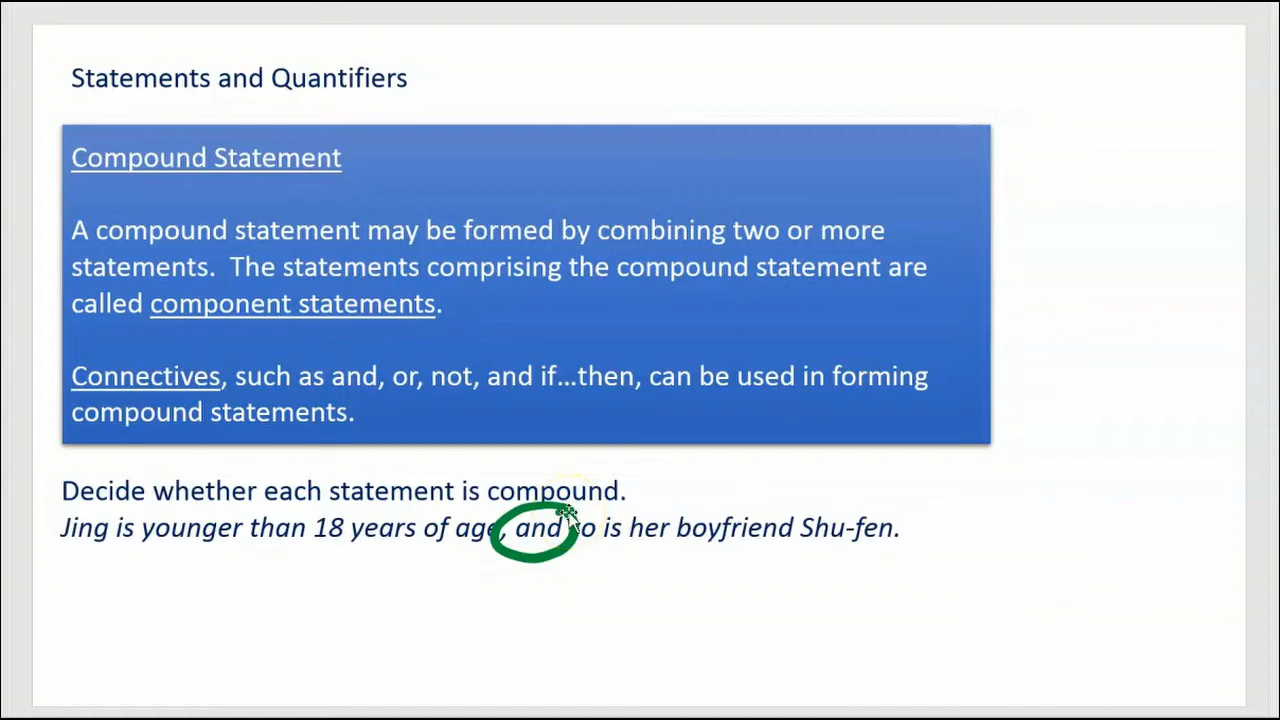 Statements and Quantifiers
Compound Statement
A compound statement may be formed by combining two or more
statements. The statements comprising the compound statement are
called component statements.
Connectives, such as and, or, not, and if…then, can be used in forming
compound statements.
Decide whether each statement is compound.
Jing is younger than 18 years of age, and so is her boyfriend Shu-fen.